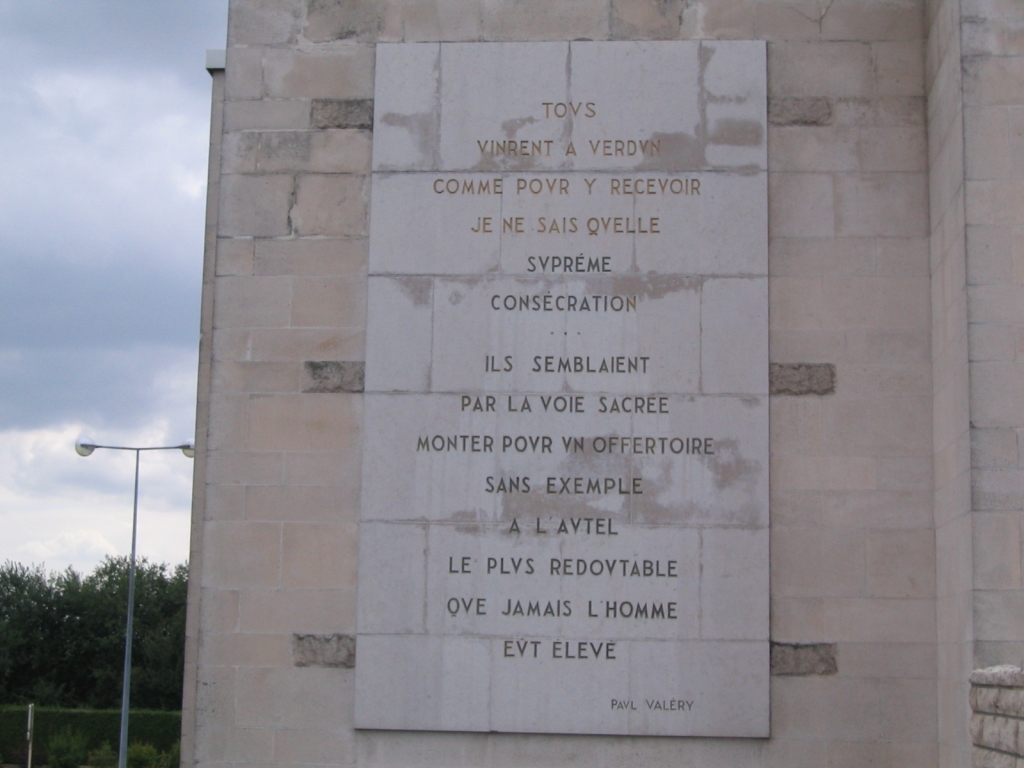 TOVS
VINRENT A VERDVN
COMME POVR Y RECEVOIR
JE NE SAIS QVELLE
SVPRÉME
CONSÉCRATION
...
ILS SEMBLAIENT
PAR LA VOIE SACRÉE
MONTER POVR VN OFFERTOIRE
SANS EXEMPLE
A L'AVTEL
LE PLVS REDOVTABLE
QVE JAMAIS L'HOMME
EVT ÉLEVÉ
PAVL VALÉRY